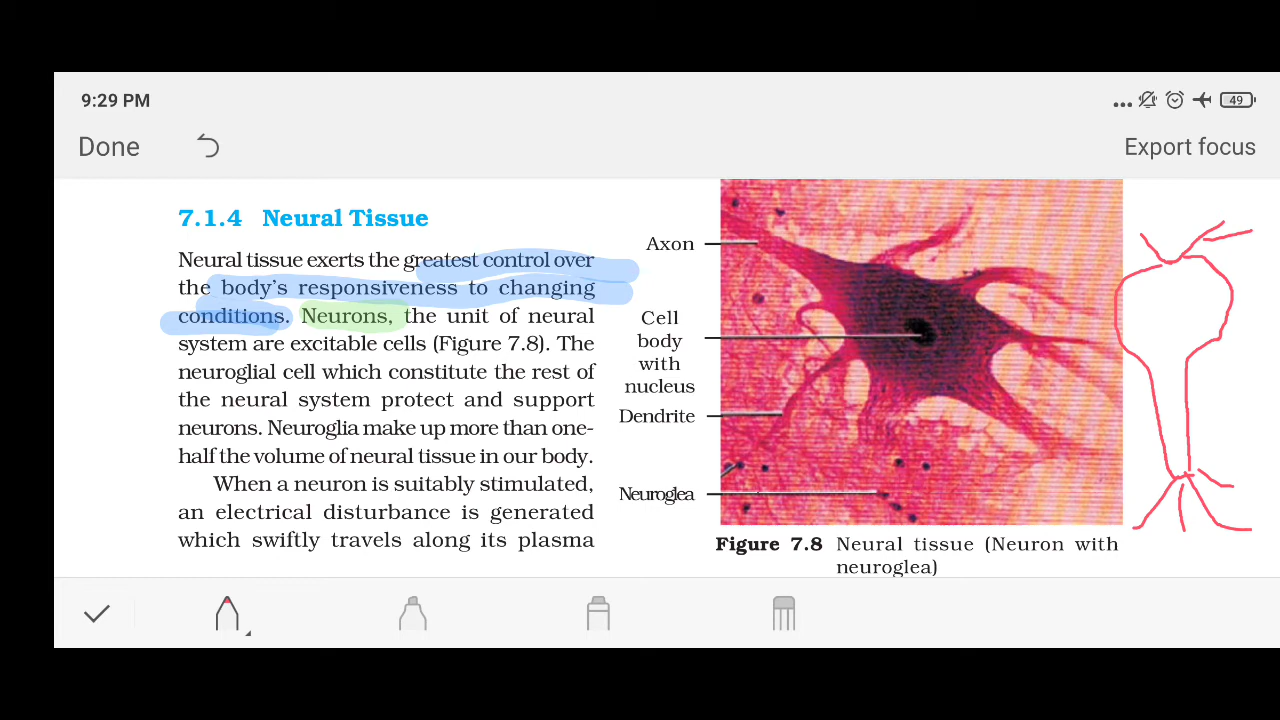 9:29 PM
49
Done
Export focus
7.1.4 Neural Tissue
Neural tissue exerts the greatest control over
the body's responsiveness to changing
conditions. Neurons, the unit of neural
system are excitable cells (Figure 7.8). The
neuroglial cell which constitute the rest of
the neural system protect and support
neurons. Neuroglia make up more than one-
half the volume of neural tissue in our body.
When a neuron is suitably stimulated,
an electrical disturbance is generated
which swiftly travels along its plasma
Axon
Cell
body
with
nucleus
Dendrite
Neuroglea
Figure 7.8 Neural tissue (Neuron with
neuroglea)